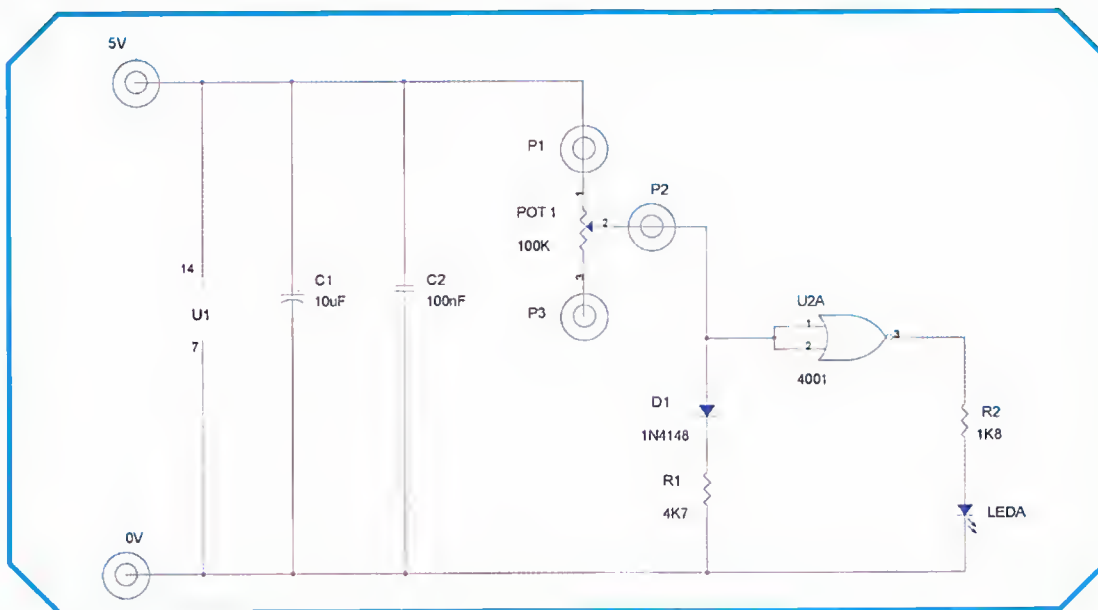 5V
P1
1
P2
POT 1
2
100K
3
P3
14
U1
7
C1
10uF
C2
100nF
U2A
1
2
3
4001
D1
1N4148
R2
1K8
R1
4K7
LEDA
0V